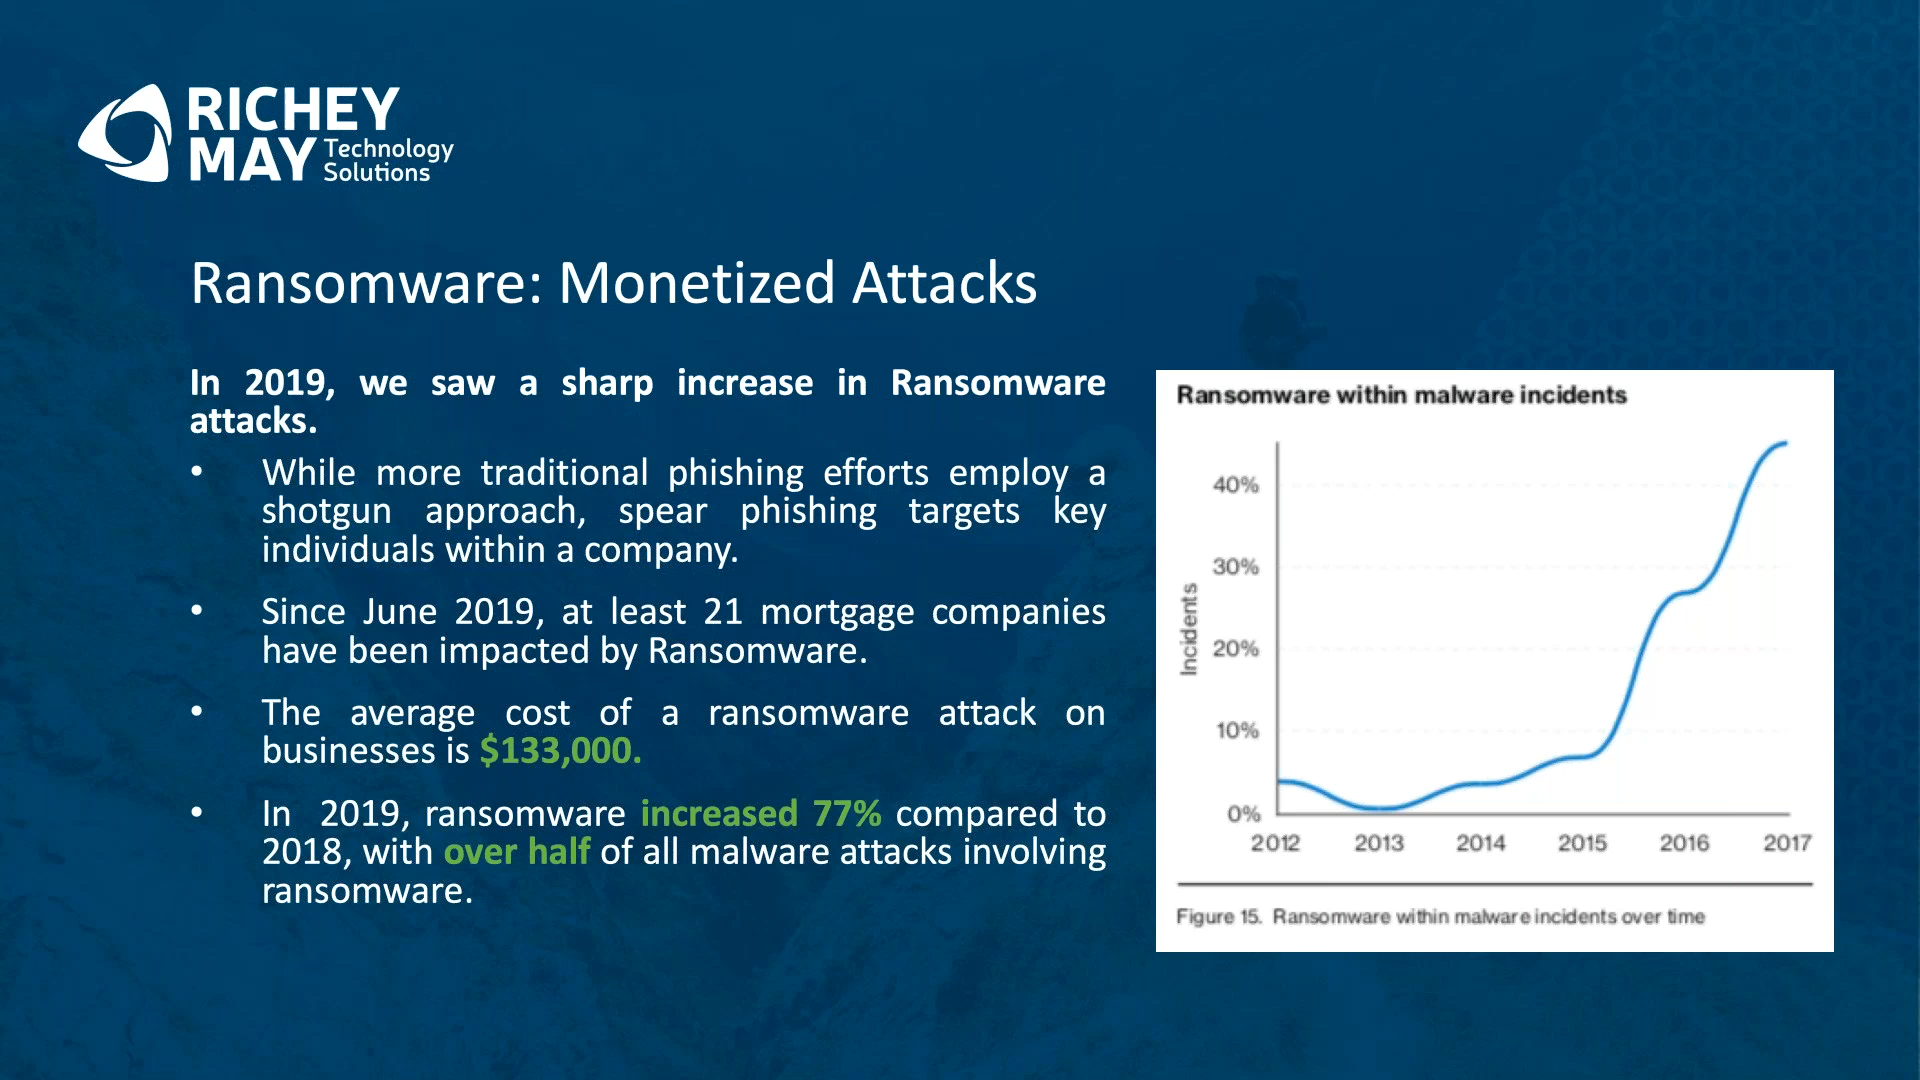 RICHEY
MAY Technology
Solutions
Ransomware: Monetized Attacks
In 2019, we saw a sharp increase in Ransomware
attacks.
• While more traditional phishing efforts employ a
shotgun approach, spear phishing targets key
individuals within a company.
• Since June 2019, at least 21 mortgage companies
have been impacted by Ransomware.
• The average cost of a ransomware attack on
businesses is $133,000.
• In 2019, ransomware increased 77% compared to
2018, with over half of all malware attacks involving
ransomware.
Ransomware within malware incidents
Incidents
40%
30%
20%
10%
0%
2012 2013 2014 2015 2016 2017
Figure 15. Ransomware within malware incidents over time